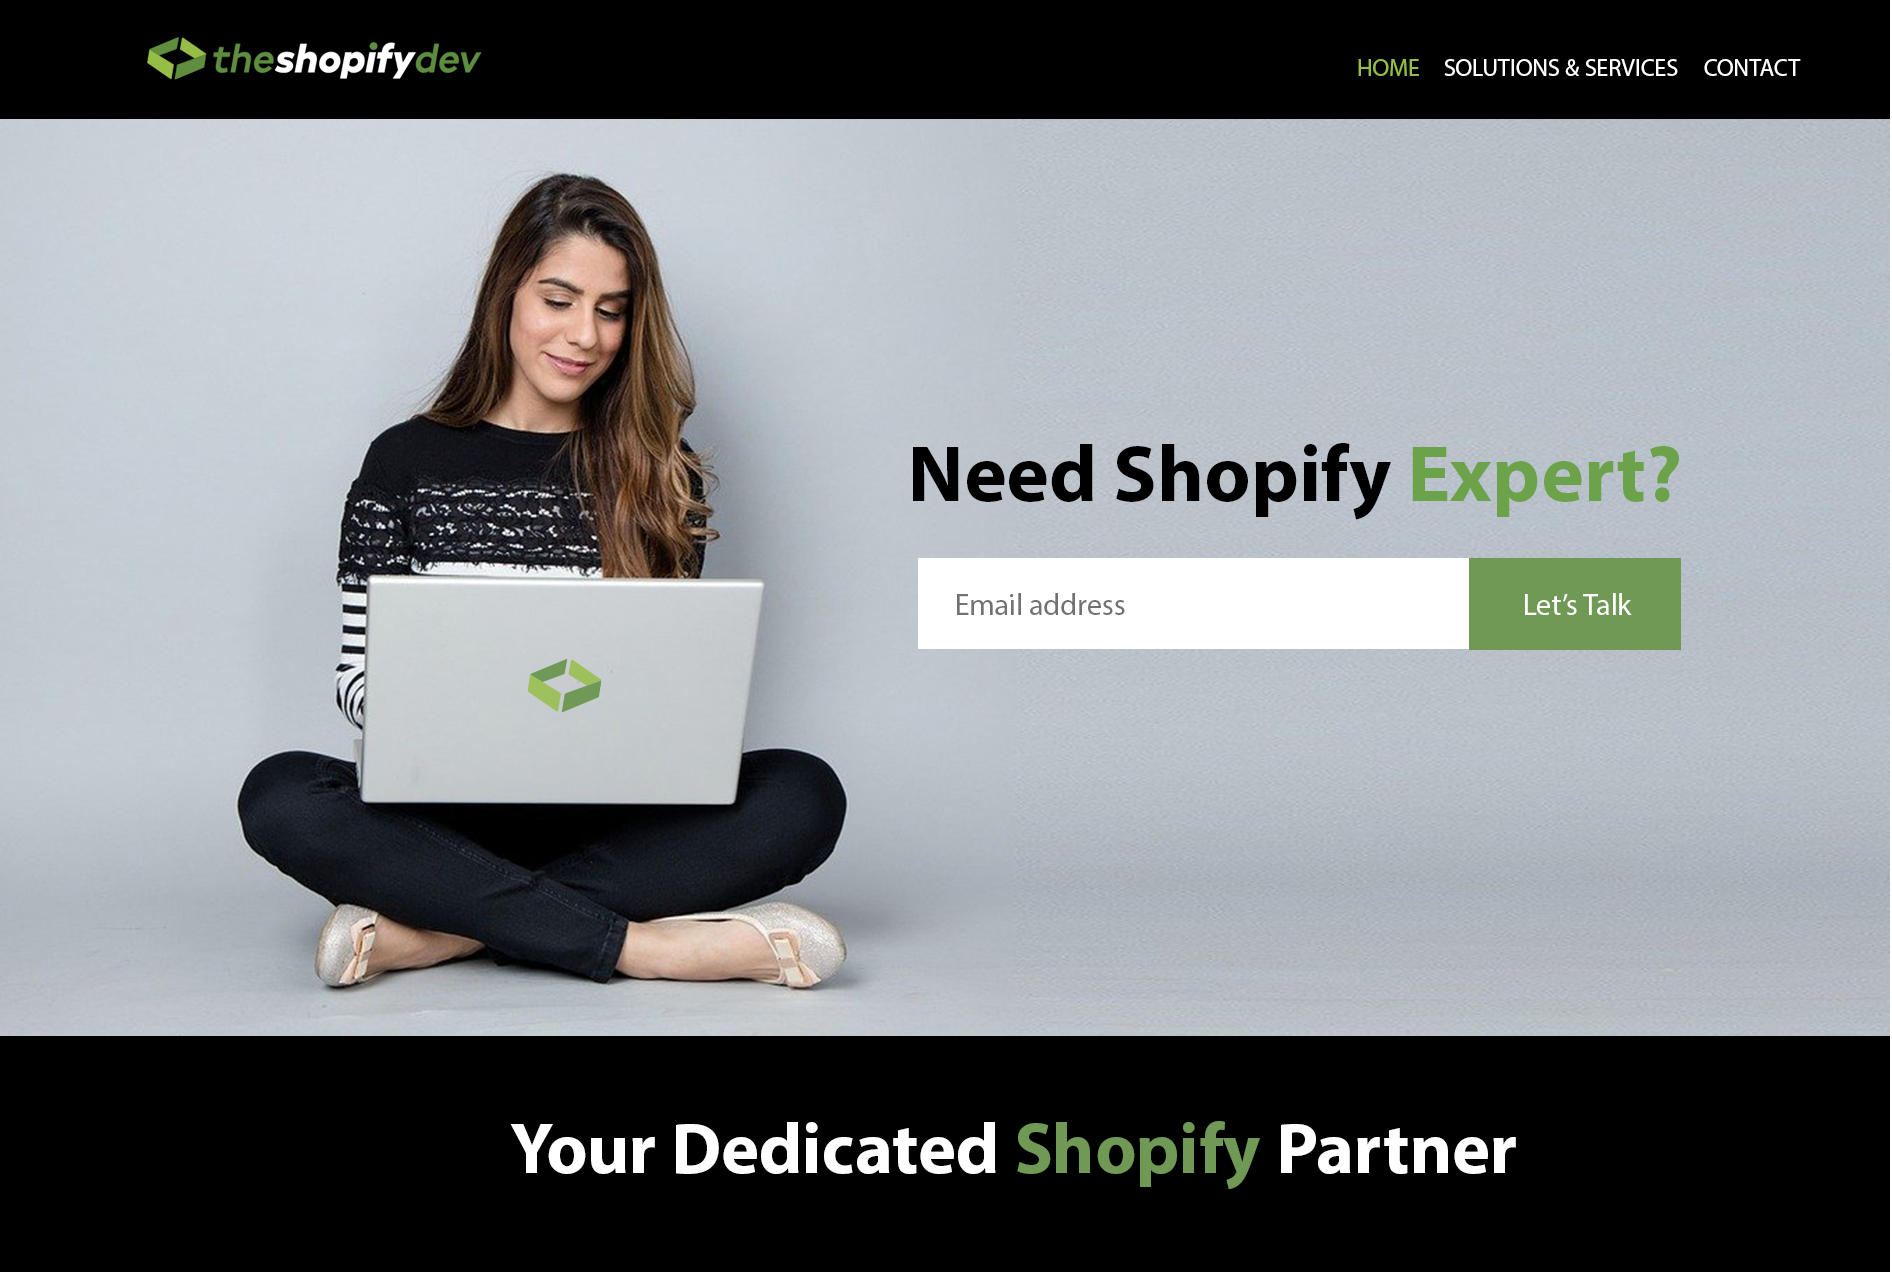 theshopifydev
HOME SOLUTIONS & SERVICES CONTACT
Need Shopify Expert?
Email address
Let’s Talk
Your Dedicated Shopify Partner